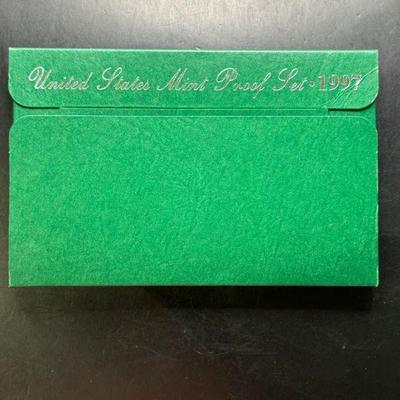 United States Mint Proof Set - 1997